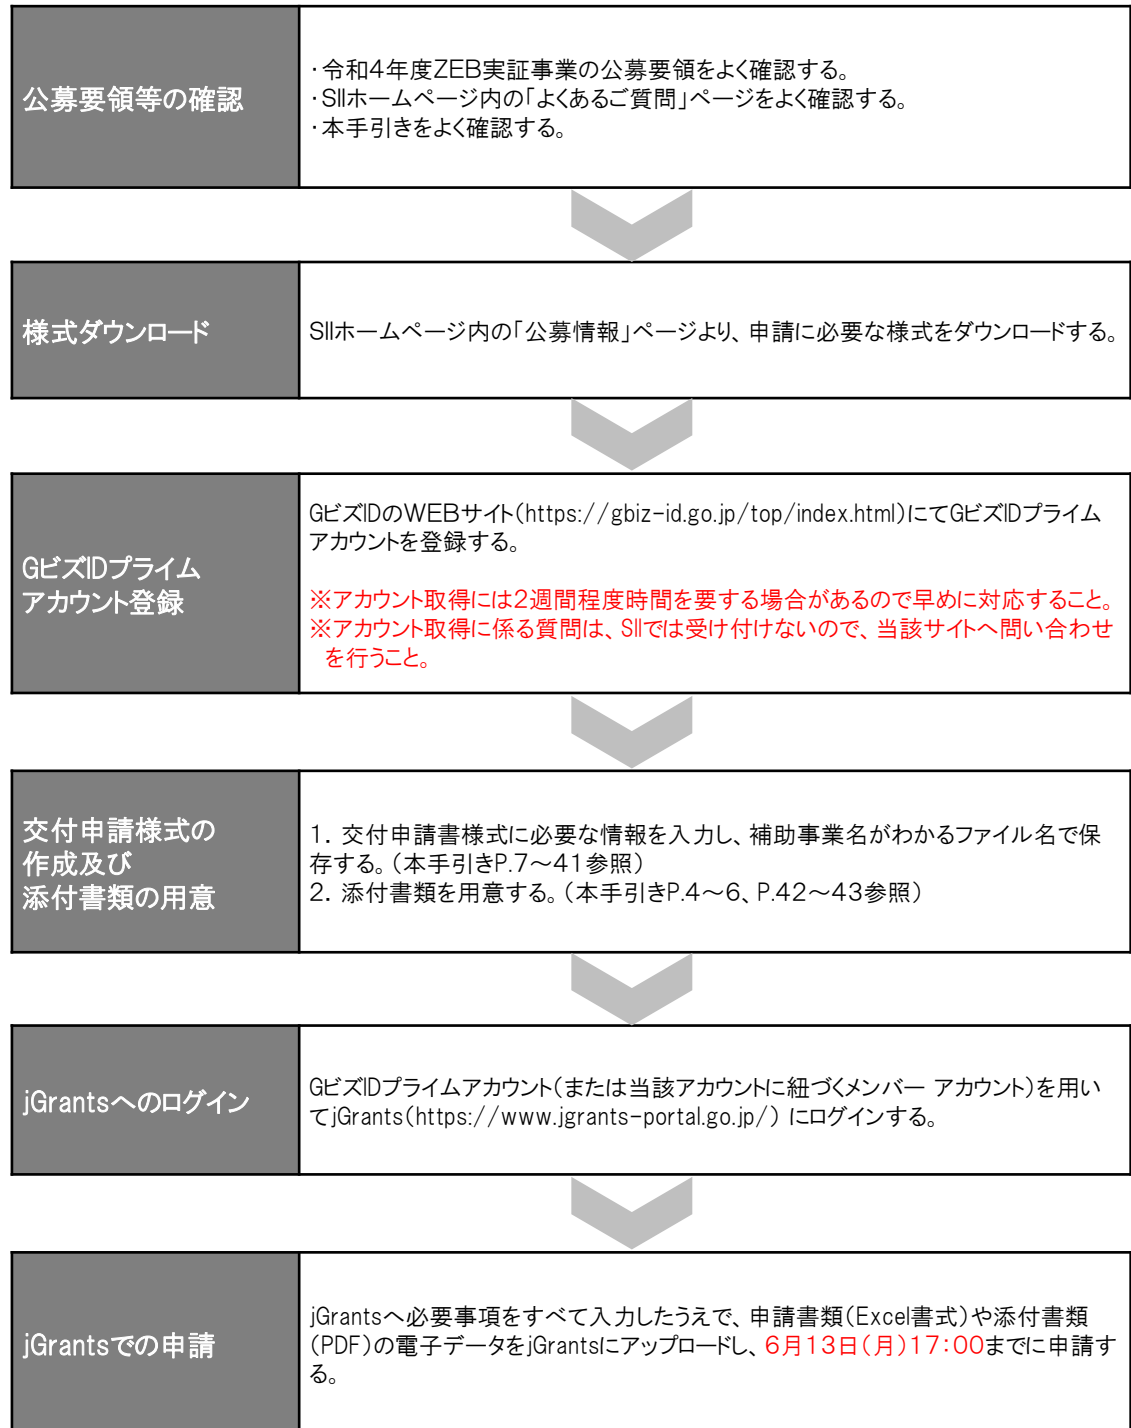 公募要領等の確認
・令和4年度ZEB実証事業の公募要領をよく確認する。
・SIIホームページ内の「よくあるご質問」ページをよく確認する。
・本手引きをよく確認する。
様式ダウンロード
SIIホームページ内の「公募情報」ページより、申請に必要な様式をダウンロードする。
GビズIDプライム
アカウント登録
GビズIDのWEBサイト(https://gbiz-id.go.jp/top/index.html)にてGビズIDプライム
アカウントを登録する。
※アカウント取得には2週間程度時間を要する場合があるので早めに対応すること。
※アカウント取得に係る質問は、SIIでは受け付けないので、当該サイトへ問い合わせ
を行うこと。
交付申請様式の
作成及び
添付書類の用意
1. 交付申請書様式に必要な情報を入力し、補助事業名がわかるファイル名で保
存する。(本手引きP.7～41参照)
2. 添付書類を用意する。(本手引きP.4～6、P.42～43参照)
jGrantsへのログイン
GビズIDプライムアカウント(または当該アカウントに紐づくメンバー アカウント)を用い
てjGrants(https://www.jgrants-portal.go.jp/) にログインする。
jGrantsでの申請
jGrantsへ必要事項をすべて入力したうえで、申請書類(Excel書式)や添付書類
(PDF)の電子データをjGrantsにアップロードし、6月13日(月)17:00までに申請す
る。